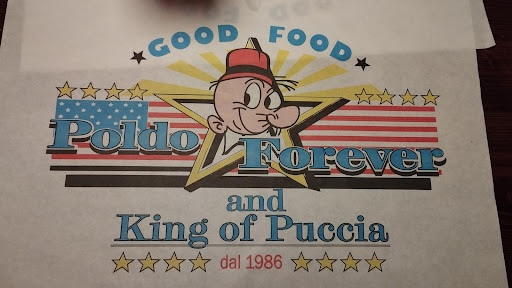 GOOD FOOD
Poldo Forever
and
King of Puccia
dal 1986